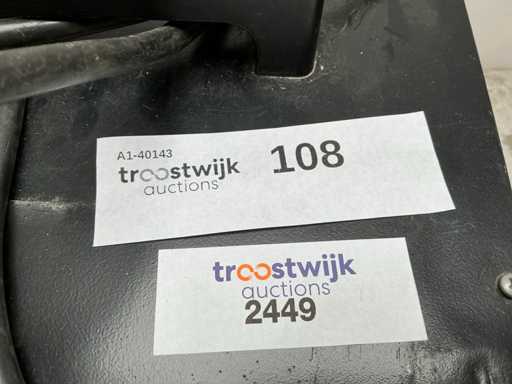 A1-40143
troostwijk 108
auctions
troostwijk
auctions
2449